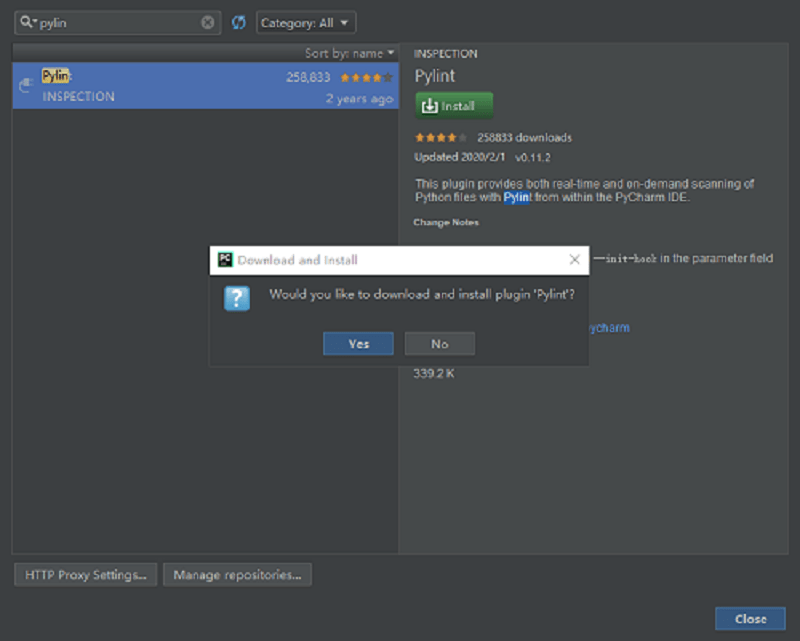 pylin
Category: All
Sort by: name
Pylint
258,833
INSPECTION
2 years ago
INSPECTION
Pylint
Install
258833 downloads
Updated 2020/2/1 v0.11.2
This plugin provides both real-time and on-demand scanning of
Python files with Pylint from within the PyCharm IDE.
Change Notes
--init-hook in the parameter field
PC
Download and Install
Would you like to download and install plugin 'Pylint'?
Yes
No
ycharm
339.2 K
HTTP Proxy Settings...
Manage repositories...
Close